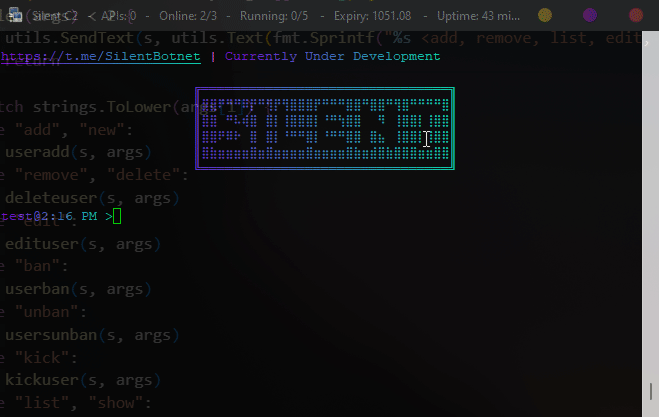 Silent C2 - APIs: 0 - Online: 2/3 - Running: 0/5 - Expiry: 1051.08 - Uptime: 43 mi...
utils.SendText(s, utils.Text(fmt.Sprintf("%s <add, remove, list, edit,
https://t.me/SilentBotnet | Currently Under Development
return
tch strings.ToLower(args[1])
e "add", "new":
useradd(s, args)
e "remove", "delete":
deleteuser(s, args)
test@2:16 PM >
e "edit":
edituser(s, args)
e "ban":
userban(s, args)
e "unban":
usersunban(s, args)
e "kick":
kickuser(s, args)
e "list", "show":